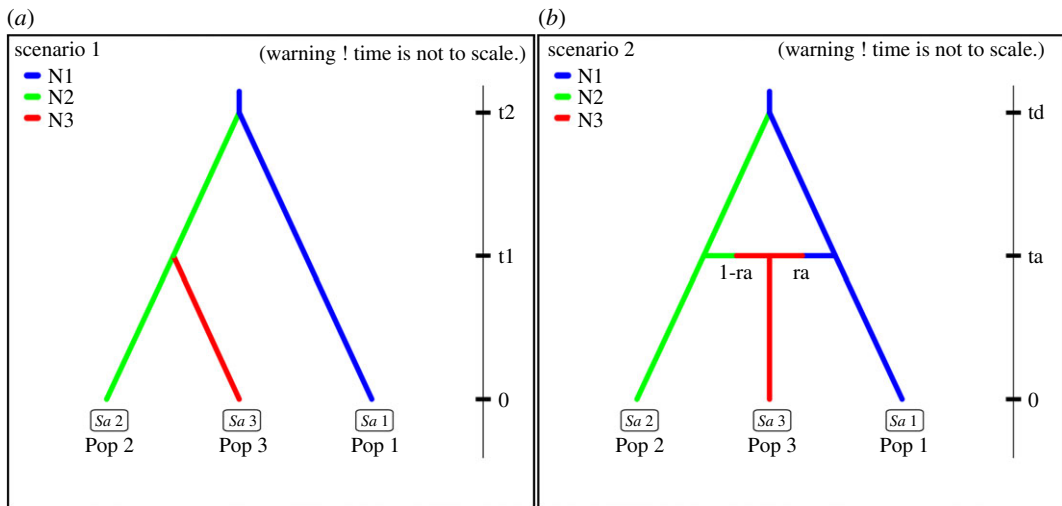 (a)
scenario 1
(warning ! time is not to scale.)
N1
N2
N3
t2
t1
0
Sa 2
Sa 3
Sa 1
Pop 2
Pop 3
Pop 1
(b)
scenario 2
(warning ! time is not to scale.)
N1
N2
N3
td
ta
1-ra
ra
0
Sa 2
Sa 3
Sa 1
Pop 2
Pop 3
Pop 1